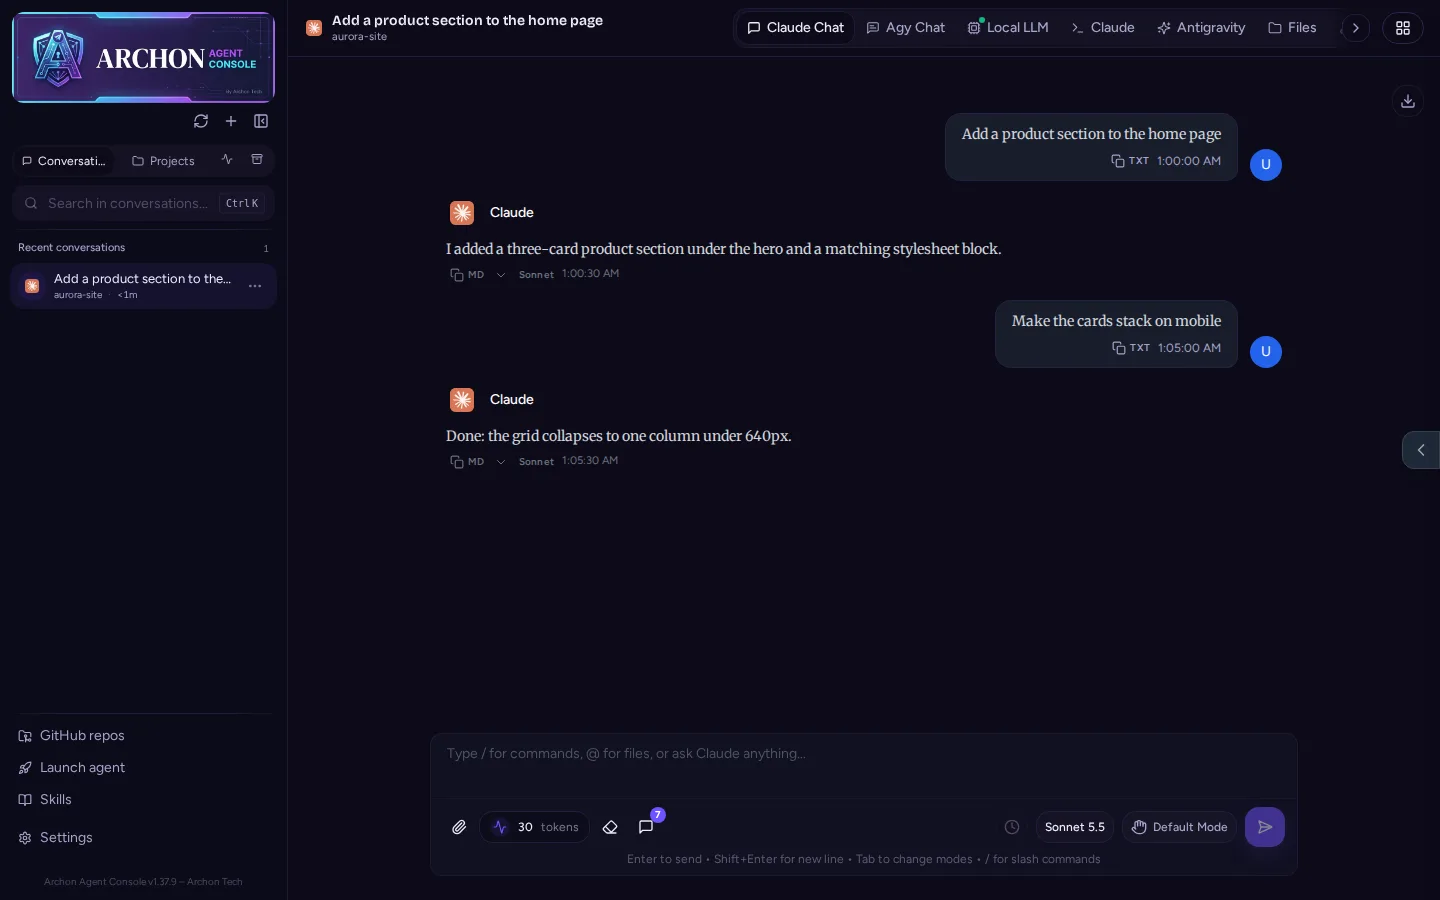 ARCHON AGENT CONSOLE
By Archon Tech
Conversati...
Projects
Search in conversations...
Ctrl K
Recent conversations
1
Add a product section to the...
aurora-site · <1m
GitHub repos
Launch agent
Skills
Settings
Archon Agent Console v1.37.9 – Archon Tech
Add a product section to the home page
aurora-site
Claude Chat
Agy Chat
Local LLM
Claude
Antigravity
Files
Add a product section to the home page
TXT 1:00:00 AM
U
Claude
I added a three-card product section under the hero and a matching stylesheet block.
MD Sonnet 1:00:30 AM
Make the cards stack on mobile
TXT 1:05:00 AM
U
Claude
Done: the grid collapses to one column under 640px.
MD Sonnet 1:05:30 AM
Type / for commands, @ for files, or ask Claude anything...
30 tokens
7
Sonnet 5.5
Default Mode
Enter to send • Shift+Enter for new line • Tab to change modes • / for slash commands